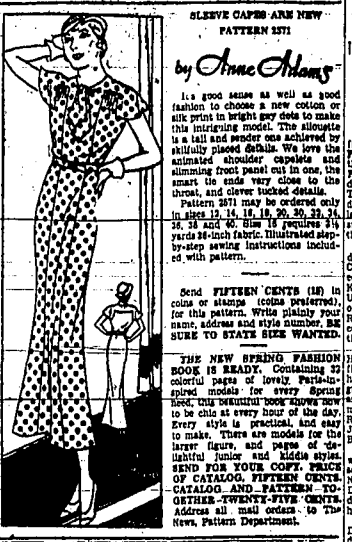 SLEEVE CAPES ARE NEW
PATTERN 2571
by Anne Adams
It's good sense as well as good
fashion to choose a new cotton or
silk print in bright gay dots to make
this intriguing model. The silouette
is a tall and sender one achieved by
skilfully placed details. We love the
animated shoulder capelets and
slimming front panel cut in one, the
smart tie ends very close to the
throat, and clever tucked details.
Pattern 2571 may be ordered only
in sizes 12, 14, 16, 18, 20, 30, 32, 34,
36, 38 and 40. Size 16 requires 3½
yards 36-inch fabric. Illustrated step-
by-step sewing instructions includ-
ed with pattern.
Send FIFTEEN CENTS (15) in
coins or stamps (coins preferred),
for this pattern. Write plainly your
name, address and style number. BE
SURE TO STATE SIZE WANTED.
THE NEW SPRING FASHION
BOOK IS READY. Containing 32
colorful pages of lovely Paris-in-
spired models for every Spring
need, this beautiful book shows how
to be chic at every hour of the day.
Every style is practical, and easy
to make. There are models for the
larger figure, and pages of de-
lightful junior and kiddie styles.
SEND FOR YOUR COPY. PRICE
OF CATALOG, FIFTEEN CENTS.
CATALOG AND PATTERN TO-
GETHER TWENTY-FIVE CENTS.
Address all mail orders to The
News, Pattern Department.